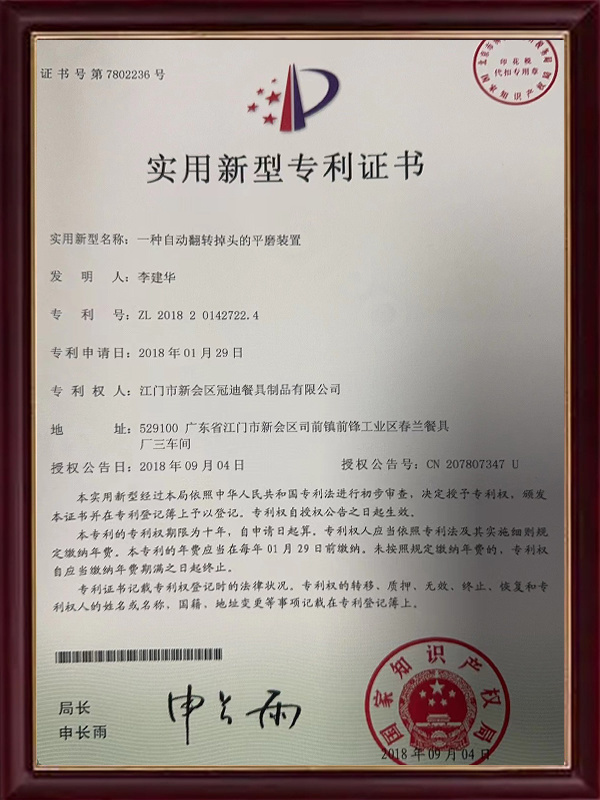 证书号第7802236号
印花税
代扣专用章
国家知识产权局
实用新型专利证书
实用新型名称：一种自动翻转掉头的平磨装置
发明人：李建华
专利号：ZL 2018 2 0142722.4
专利申请日：2018年01月29日
专利权人：江门市新会区冠迪餐具制品有限公司
地址：529100 广东省江门市新会区司前镇前锋工业区春兰餐具
厂三车间
授权公告日：2018年09月04日 授权公告号：CN 207807347 U
本实用新型经过本局依照中华人民共和国专利法进行初步审查，决定授予专利权，颁发
本证书并在专利登记簿上予以登记。专利权自授权公告之日起生效。
本专利的专利权期限为十年，自申请日起算。专利权人应当依照专利法及其实施细则规
定缴纳年费。本专利的年费应当在每年01月29日前缴纳。未按照规定缴纳年费的，专利权
自应当缴纳年费期满之日起终止。
专利证书记载专利权登记时的法律状况。专利权的转移、质押、无效、终止、恢复和专
利权人的姓名或名称、国籍、地址变更等事项记载在专利登记簿上。
局长
申长雨
申长雨
国家知识产权局
2018年09月04日